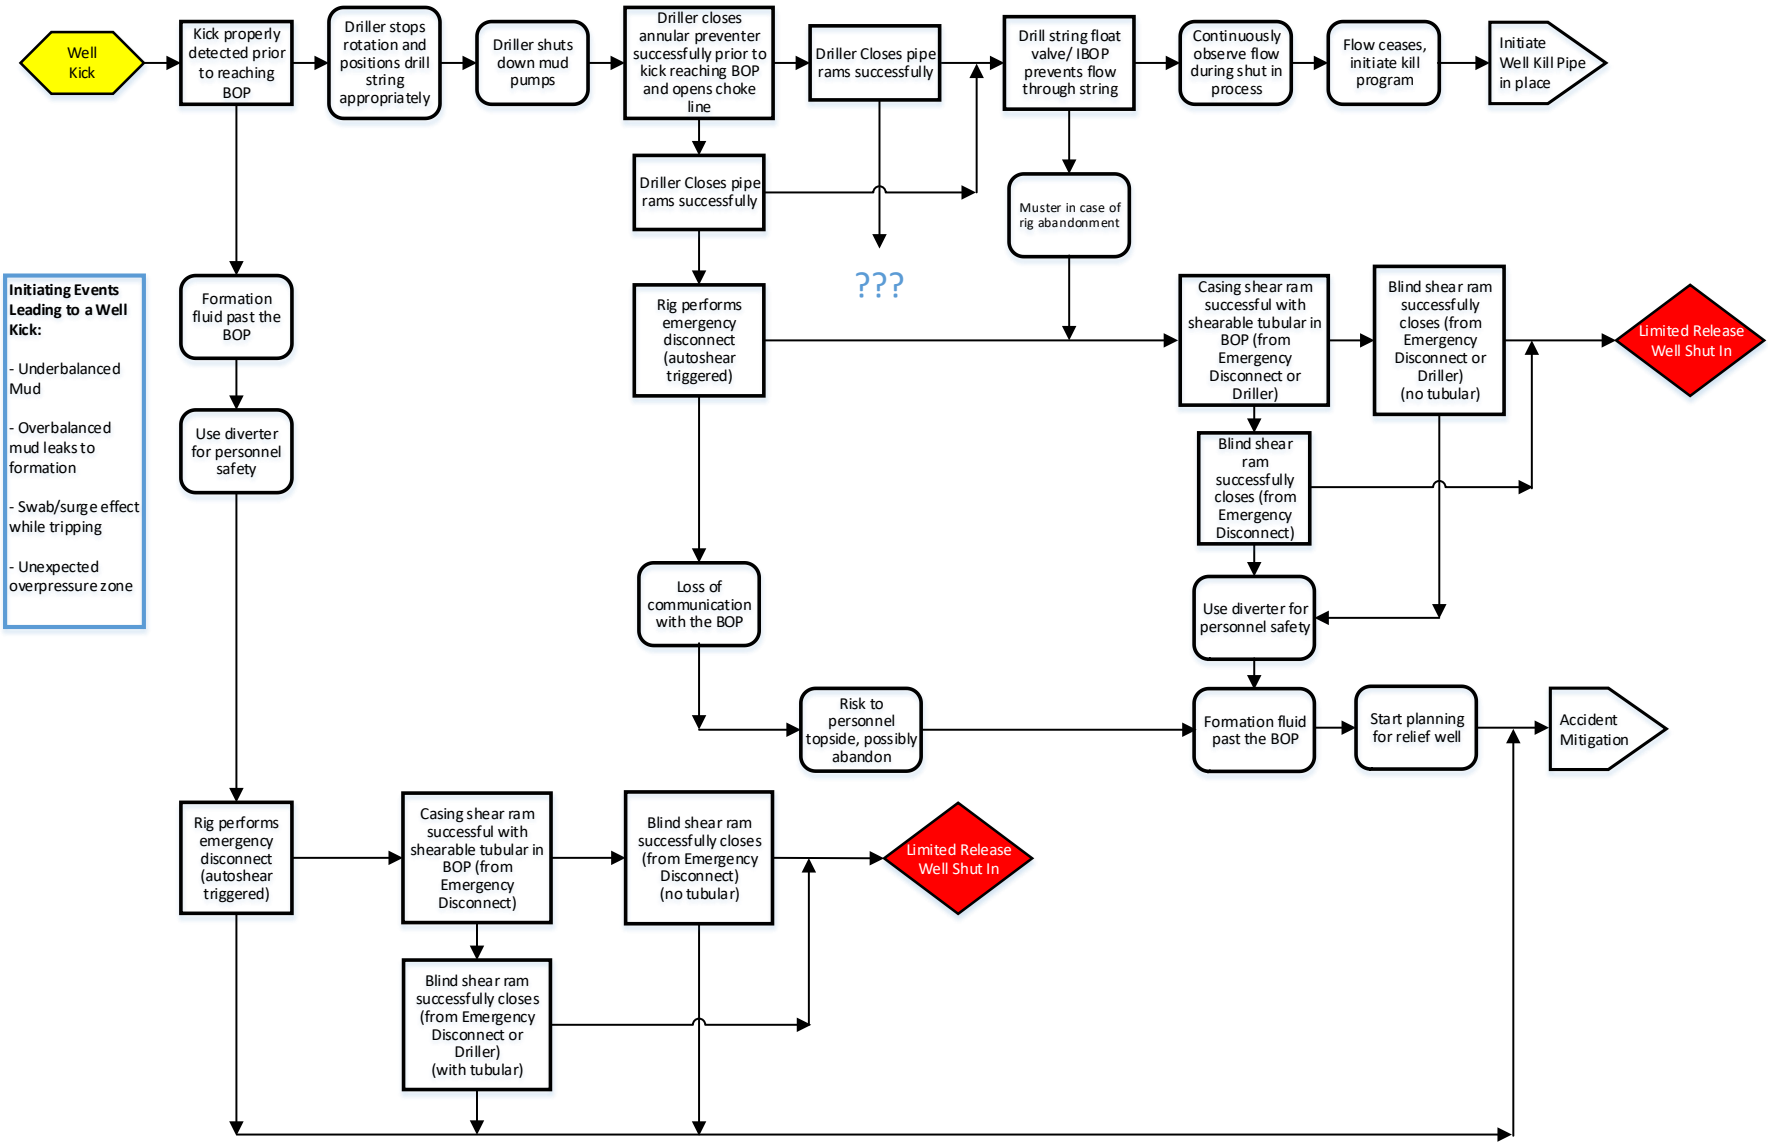 Well
Kick
Kick properly
detected prior
to reaching
BOP
Driller stops
rotation and
positions drill
string
appropriately
Driller shuts
down mud
pumps
Driller closes
annular preventer
successfully prior to
kick reaching BOP
and opens choke
line
Driller Closes pipe
rams successfully
Drill string float
valve/ IBOP
prevents flow
through string
Continuously
observe flow
during shut in
process
Flow ceases,
initiate kill
program
Initiate
Well Kill Pipe
in place
Driller Closes pipe
rams successfully
Muster in case of
rig abandonment
???
Initiating Events
Leading to a Well
Kick:
- Underbalanced
Mud
- Overbalanced
mud leaks to
formation
- Swab/surge effect
while tripping
- Unexpected
overpressure zone
Formation
fluid past the
BOP
Rig performs
emergency
disconnect
(autoshear
triggered)
Casing shear ram
successful with
shearable tubular in
BOP (from
Emergency
Disconnect or
Driller)
Blind shear ram
successfully
closes (from
Emergency
Disconnect or
Driller)
(no tubular)
Limited Release
Well Shut In
Use diverter
for personnel
safety
Blind shear
ram
successfully
closes (from
Emergency
Disconnect)
Loss of
communication
with the BOP
Use diverter for
personnel safety
Risk to
personnel
topside, possibly
abandon
Formation fluid
past the BOP
Start planning
for relief well
Accident
Mitigation
Rig performs
emergency
disconnect
(autoshear
triggered)
Casing shear ram
successful with
shearable tubular in
BOP (from
Emergency
Disconnect)
Blind shear ram
successfully closes
(from Emergency
Disconnect)
(no tubular)
Limited Release
Well Shut In
Blind shear ram
successfully closes
(from Emergency
Disconnect or
Driller)
(with tubular)